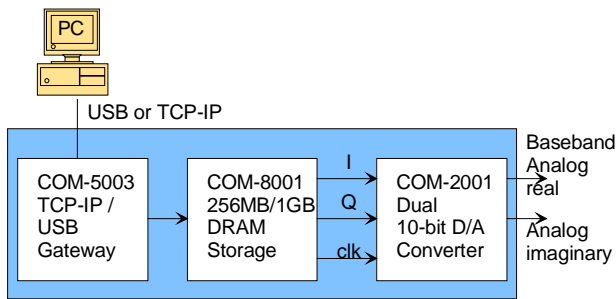 PC
USB or TCP-IP
COM-5003
TCP-IP /
USB
Gateway
COM-8001
256MB/1GB
DRAM
Storage
I
Q
clk
COM-2001
Dual
10-bit D/A
Converter
Baseband
Analog
real
Analog
imaginary